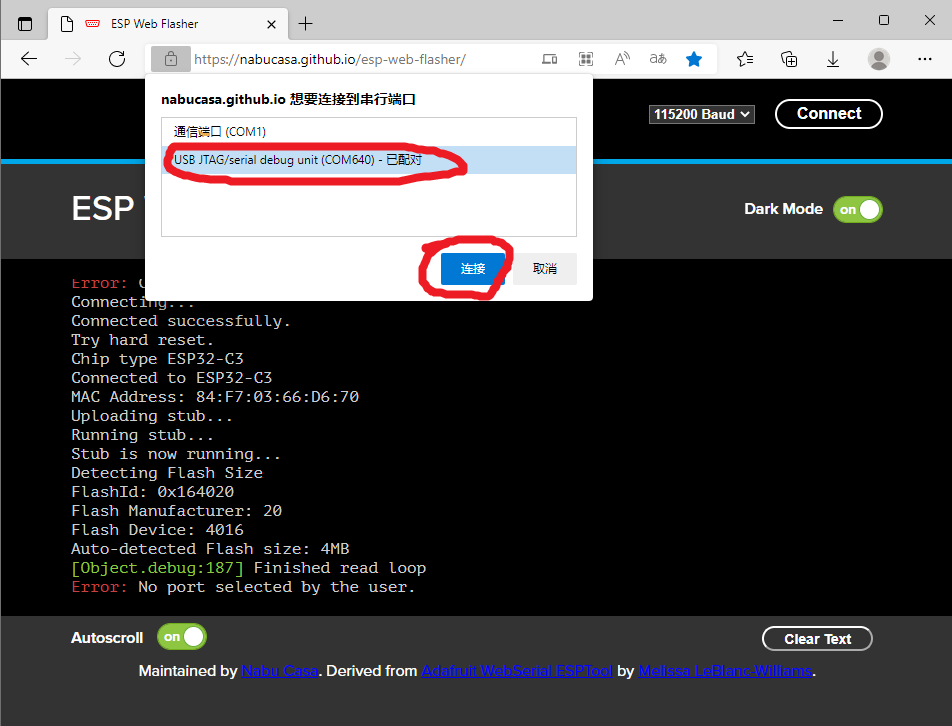 ESP Web Flasher
https://nabucasa.github.io/esp-web-flasher/
nabucasa.github.io 想要连接到串行端口
通信端口 (COM1)
USB JTAG/serial debug unit (COM640) - 已配对
连接
取消
115200 Baud
Connect
ESP
Dark Mode
on
Error:
Connecting...
Connected successfully.
Try hard reset.
Chip type ESP32-C3
Connected to ESP32-C3
MAC Address: 84:F7:03:66:D6:70
Uploading stub...
Running stub...
Stub is now running...
Detecting Flash Size
FlashId: 0x164020
Flash Manufacturer: 20
Flash Device: 4016
Auto-detected Flash size: 4MB
[Object.debug:187] Finished read loop
Error: No port selected by the user.
Autoscroll on
Clear Text
Maintained by Nabu Casa. Derived from Adafruit WebSerial ESPTool by Melissa LeBlanc-Williams.